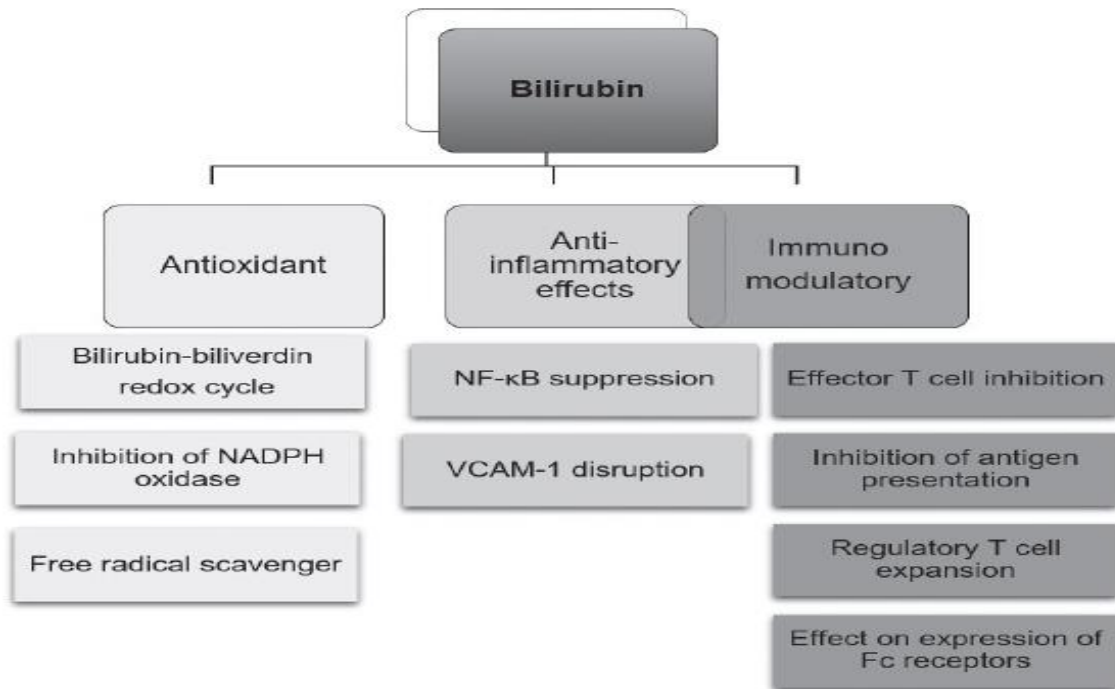 Bilirubin
Antioxidant
Anti-
inflammatory
effects
Immuno
modulatory
Bilirubin-biliverdin
redox cycle
Inhibition of NADPH
oxidase
Free radical scavenger
NF-κB suppression
VCAM-1 disruption
Effector T cell inhibition
Inhibition of antigen
presentation
Regulatory T cell
expansion
Effect on expression of
Fc receptors